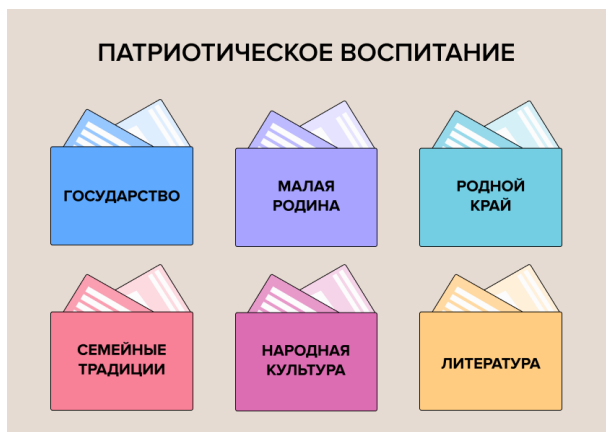 ПАТРИОТИЧЕСКОЕ ВОСПИТАНИЕ
ГОСУДАРСТВО
МАЛАЯ
РОДИНА
РОДНОЙ
КРАЙ
СЕМЕЙНЫЕ
ТРАДИЦИИ
НАРОДНАЯ
КУЛЬТУРА
ЛИТЕРАТУРА